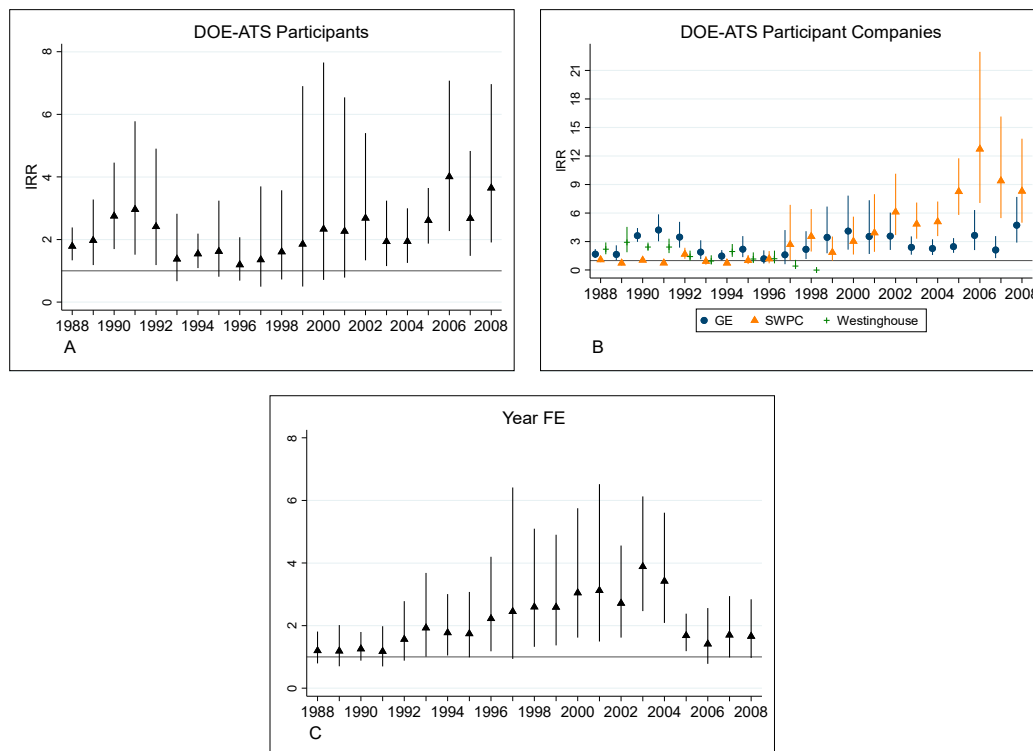 DOE-ATS Participants
8
6
4
2
0
IRR
1988 1990 1992 1994 1996 1998 2000 2002 2004 2006 2008
A
DOE-ATS Participant Companies
21
18
15
12
9
6
3
0
IRR
1988 1990 1992 1994 1996 1998 2000 2002 2004 2006 2008
GE SWPC Westinghouse
B
Year FE
8
6
4
2
0
1988 1990 1992 1994 1996 1998 2000 2002 2004 2006 2008
C